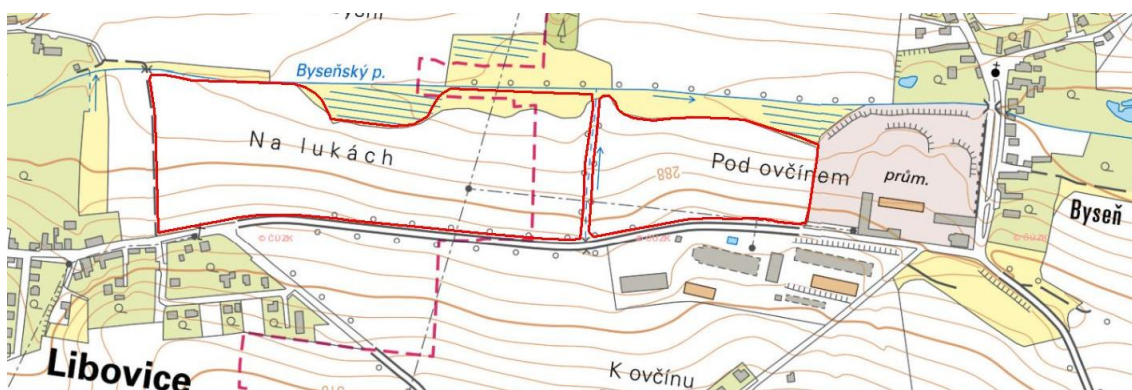 Byseňský p.
Na lukách
Pod ovčínem
288
prům.
Byseň
© ČÚZK
© ČÚZK
© ČÚZK
Libovice
K ovčínu